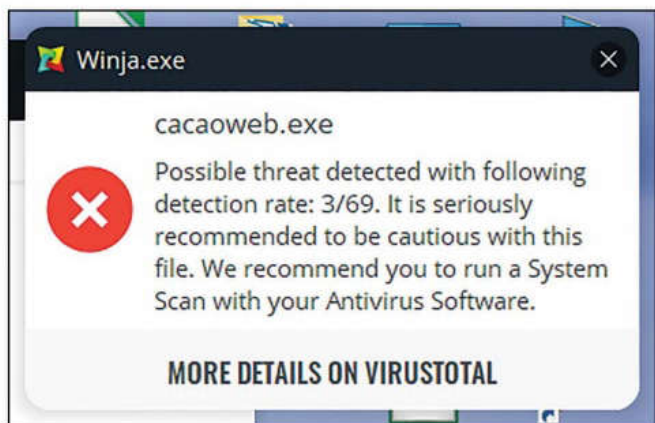 Winja.exe
cacaoweb.exe
Possible threat detected with following
detection rate: 3/69. It is seriously
recommended to be cautious with this
file. We recommend you to run a System
Scan with your Antivirus Software.
MORE DETAILS ON VIRUSTOTAL